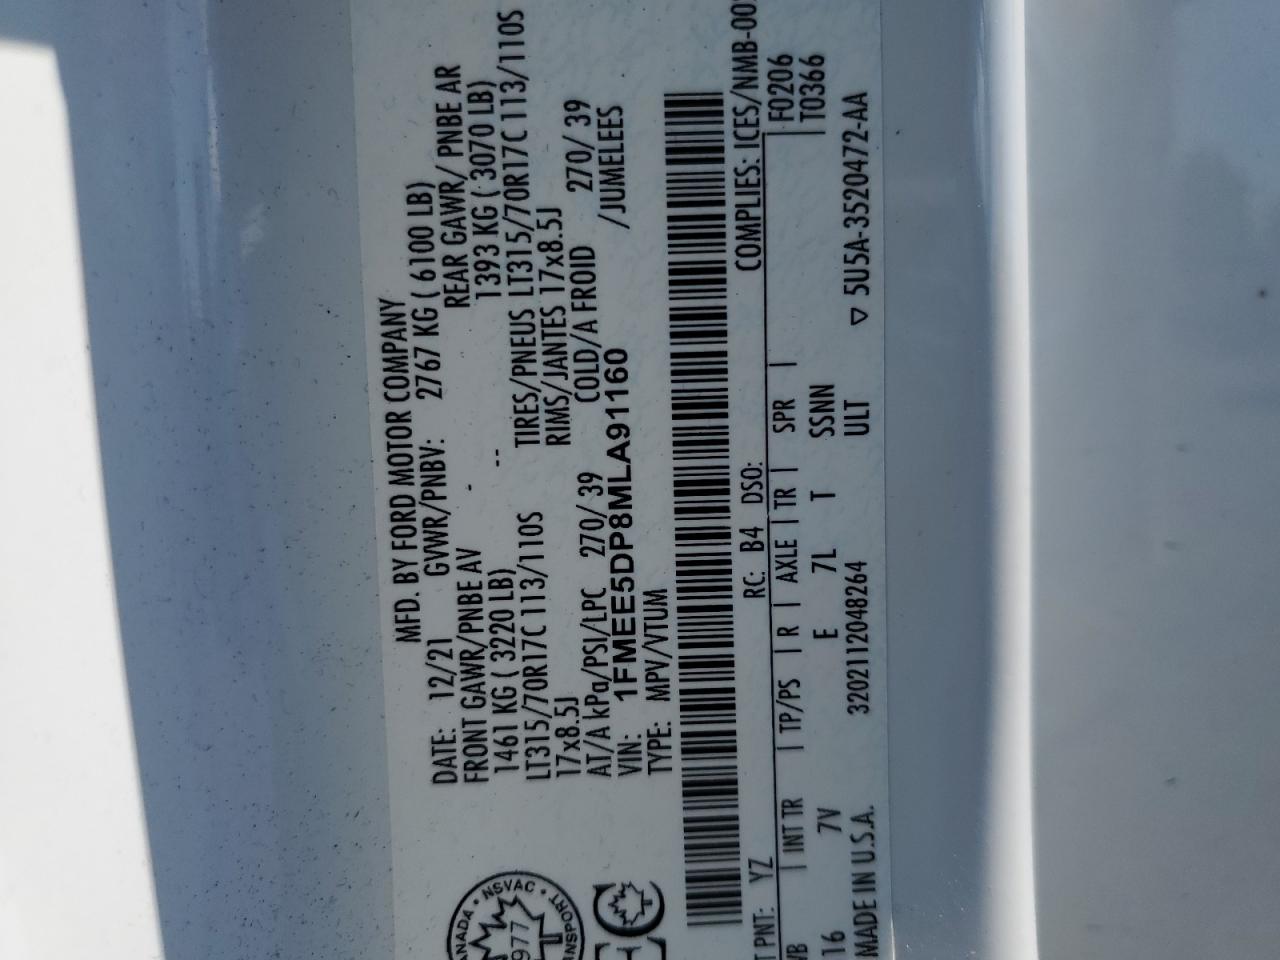 MFD. BY FORD MOTOR COMPANY
DATE: 12/21 GVWR/PNBV: 2767 KG ( 6100 LB)
FRONT GAWR/PNBE AV - REAR GAWR/ PNBE AR
1461 KG ( 3220 LB) -- 1393 KG ( 3070 LB)
LT315/70R17C 113/110S TIRES/PNEUS LT315/70R17C 113/110S
17x8.5J RIMS/JANTES 17x8.5J
AT/A kPa/PSI/LPC 270/ 39 COLD/A FROID 270/ 39
VIN: 1FMEE5DP8MLA91160 /JUMELEES
TYPE: MPV/VTUM
NSVAC
977
T PNT: YZ RC: B4 DSO: COMPLIES: ICES/NMB-00
WB | INT TR | TP/PS | R | AXLE | TR | SPR | F0206
16 7V E 7L T SSNN T0366
ULT
MADE IN U.S.A. 3202112048264 ▽ 5U5A-3520472-AA